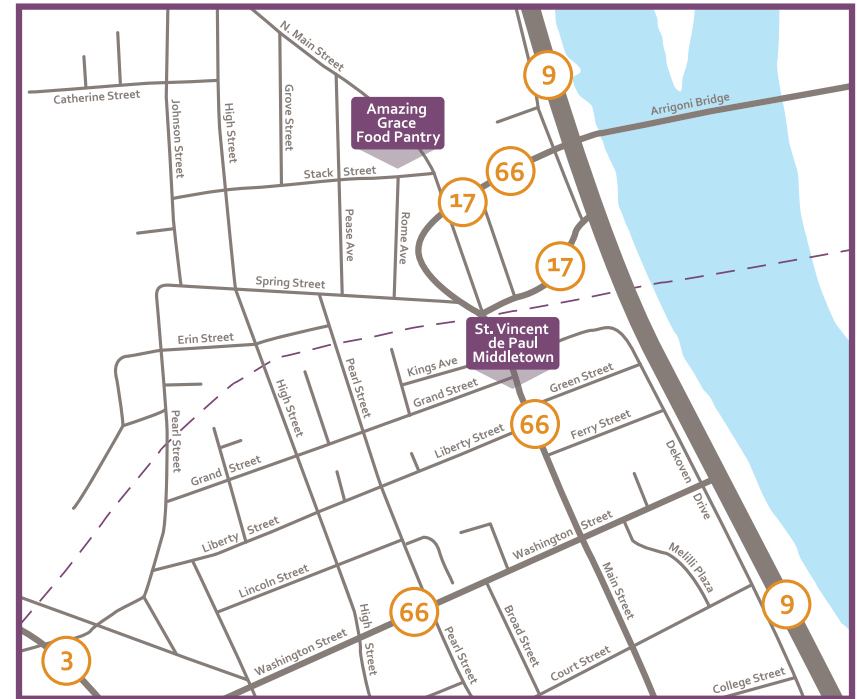 N. Main Street
9
Catherine Street
Arrigoni Bridge
Johnson Street
High Street
Grove Street
Amazing
Grace
Food Pantry
66
Stack Street
17
Pease Ave
Rome Ave
17
Spring Street
St. Vincent
de Paul
Middletown
Erin Street
Kings Ave
Pearl Street
High Street
Grand Street
Green Street
66
Ferry Street
Pearl Street
Liberty Street
Grand Street
Dekoven Drive
Liberty Street
Washington Street
Melilli Plaza
Lincoln Street
Main Street
66
High Street
Broad Street
9
Washington Street
Pearl Street
Court Street
3
College Street